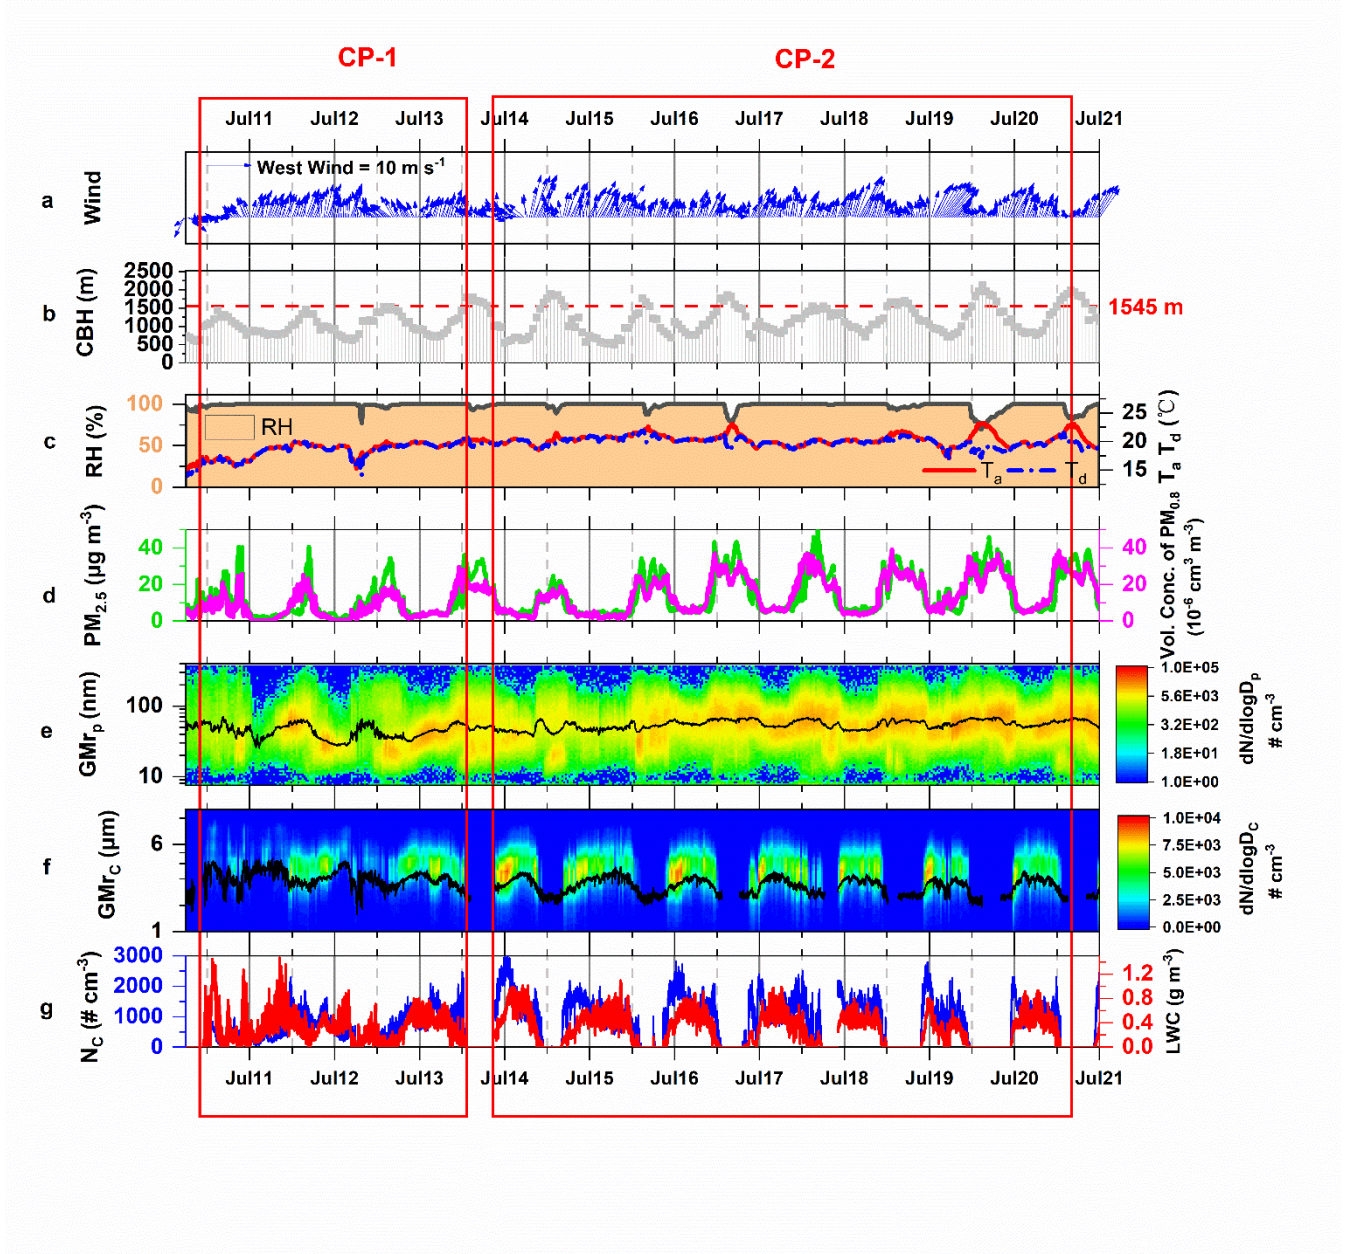 CP-1
CP-2
Jul11 Jul12 Jul13 Jul14 Jul15 Jul16 Jul17 Jul18 Jul19 Jul20 Jul21
a
Wind
West Wind = 10 m s-1
b
CBH (m)
2500
2000
1500
1000
500
0
1545 m
c
RH (%)
100
50
0
RH
Ta
Td
25
20
15
Ta Td (℃)
d
PM2.5 (μg m-3)
40
20
0
40
20
0
Vol. Conc. of PM0.8
(10-6 cm3 m-3)
e
GMrp (nm)
100
10
1.0E+05
5.6E+03
3.2E+02
1.8E+01
1.0E+00
dN/dlogDp
# cm-3
f
GMrC (μm)
6
1
1.0E+04
7.5E+03
5.0E+03
2.5E+03
0.0E+00
dN/dlogDC
# cm-3
g
NC (# cm-3)
3000
2000
1000
0
1.2
0.8
0.4
0.0
LWC (g m-3)
Jul11 Jul12 Jul13 Jul14 Jul15 Jul16 Jul17 Jul18 Jul19 Jul20 Jul21